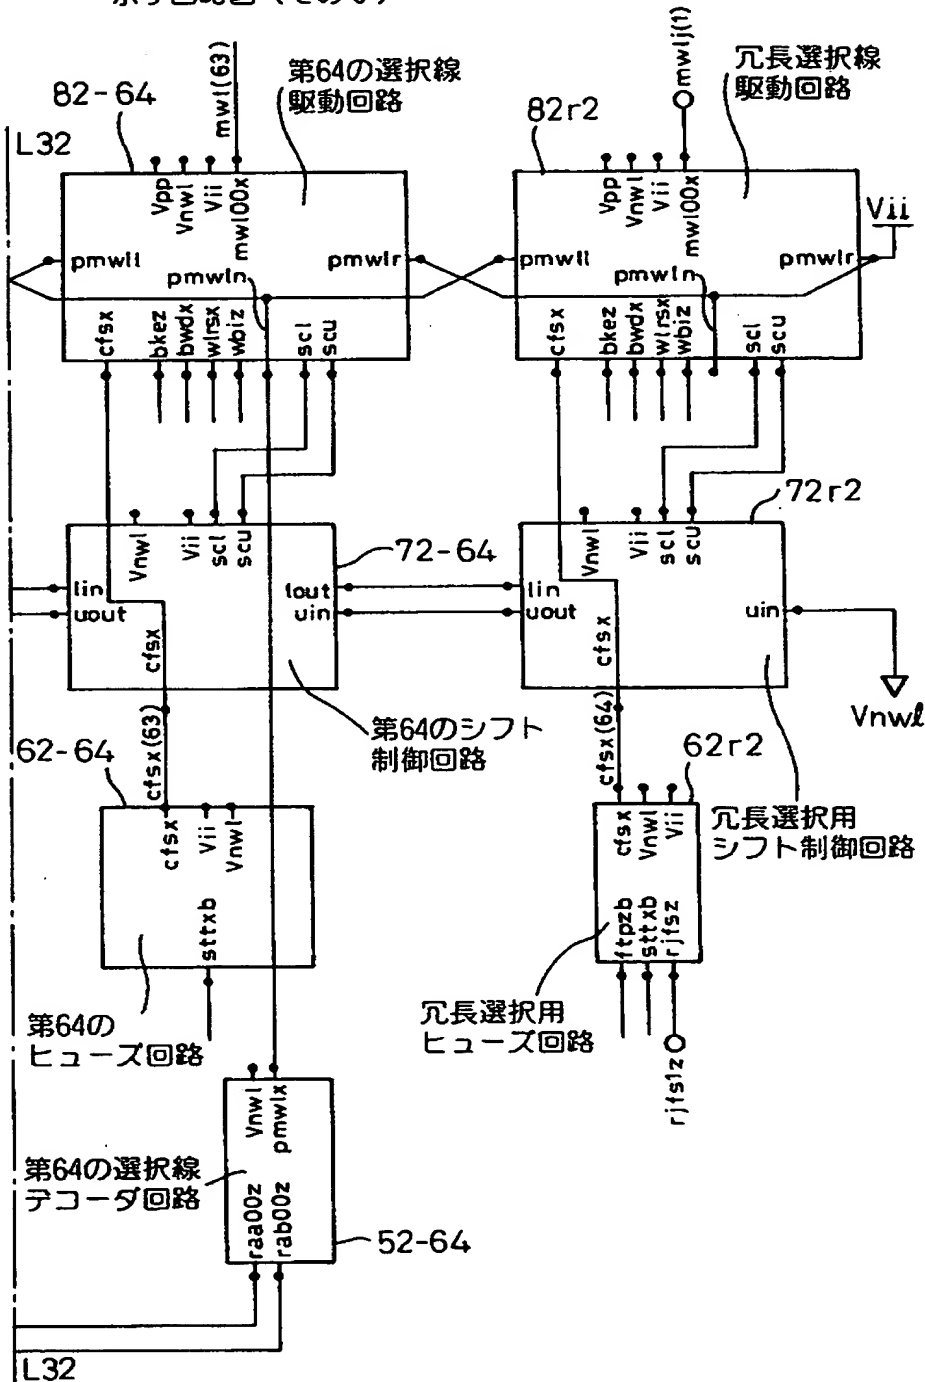 mwl(63)
mwlj(1)
第64の選択線
駆動回路
冗長選択線
駆動回路
82-64
82r2
L32
Vpp
Vnwl
Vii
mwl00x
Vpp
Vnwl
Vii
mwl00x
Vii
pmwll
pmwlr
pmwll
pmwlr
pmwln
pmwln
cfsx
bkez
bwdx
wlrsx
wbiz
scl
scu
cfsx
bkez
bwdx
wlrsx
wbiz
scl
scu
72r2
Vnwl
Vii
scl
scu
72-64
Vnwl
Vii
scl
scu
lin
uout
lout
uin
lin
uout
uin
cfsx
cfsx
Vnwl
第64のシフト
制御回路
62-64
cfsx(63)
cfsx(64)
62r2
cfsx
Vii
Vnwl
cfsx
Vnwl
Vii
冗長選択用
シフト制御回路
sttxb
ftpzb
sttxb
rjfsz
第64の
ヒューズ回路
冗長選択用
ヒューズ回路
rjfs1z
Vnwl
pmwlx
第64の選択線
デコーダ回路
raa00z
rab00z
52-64
L32